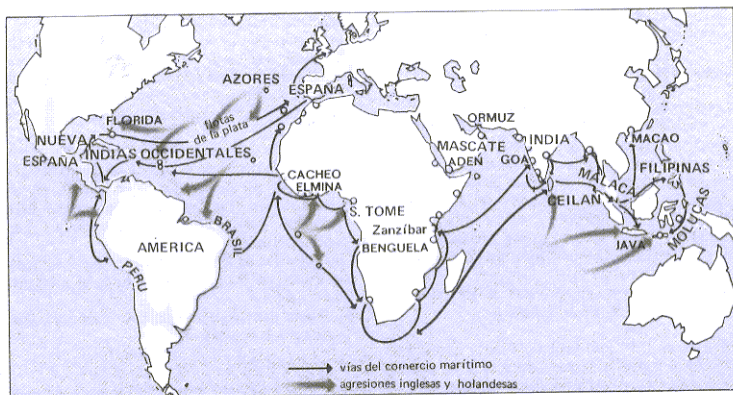 AZORES
ESPAÑA
FLORIDA
flotas
de la plata
NUEVA
ESPAÑA
INDIAS OCCIDENTALES
ORMUZ
MASCATE
ADEN
INDIA
GOA
MACAO
FILIPINAS
MALACA
CEILAN
CACHEO
ELMINA
S. TOME
Zanzíbar
BENGUELA
BRASIL
AMERICA
PERU
JAVA
MOLUCAS
vías del comercio marítimo
agresiones inglesas y holandesas